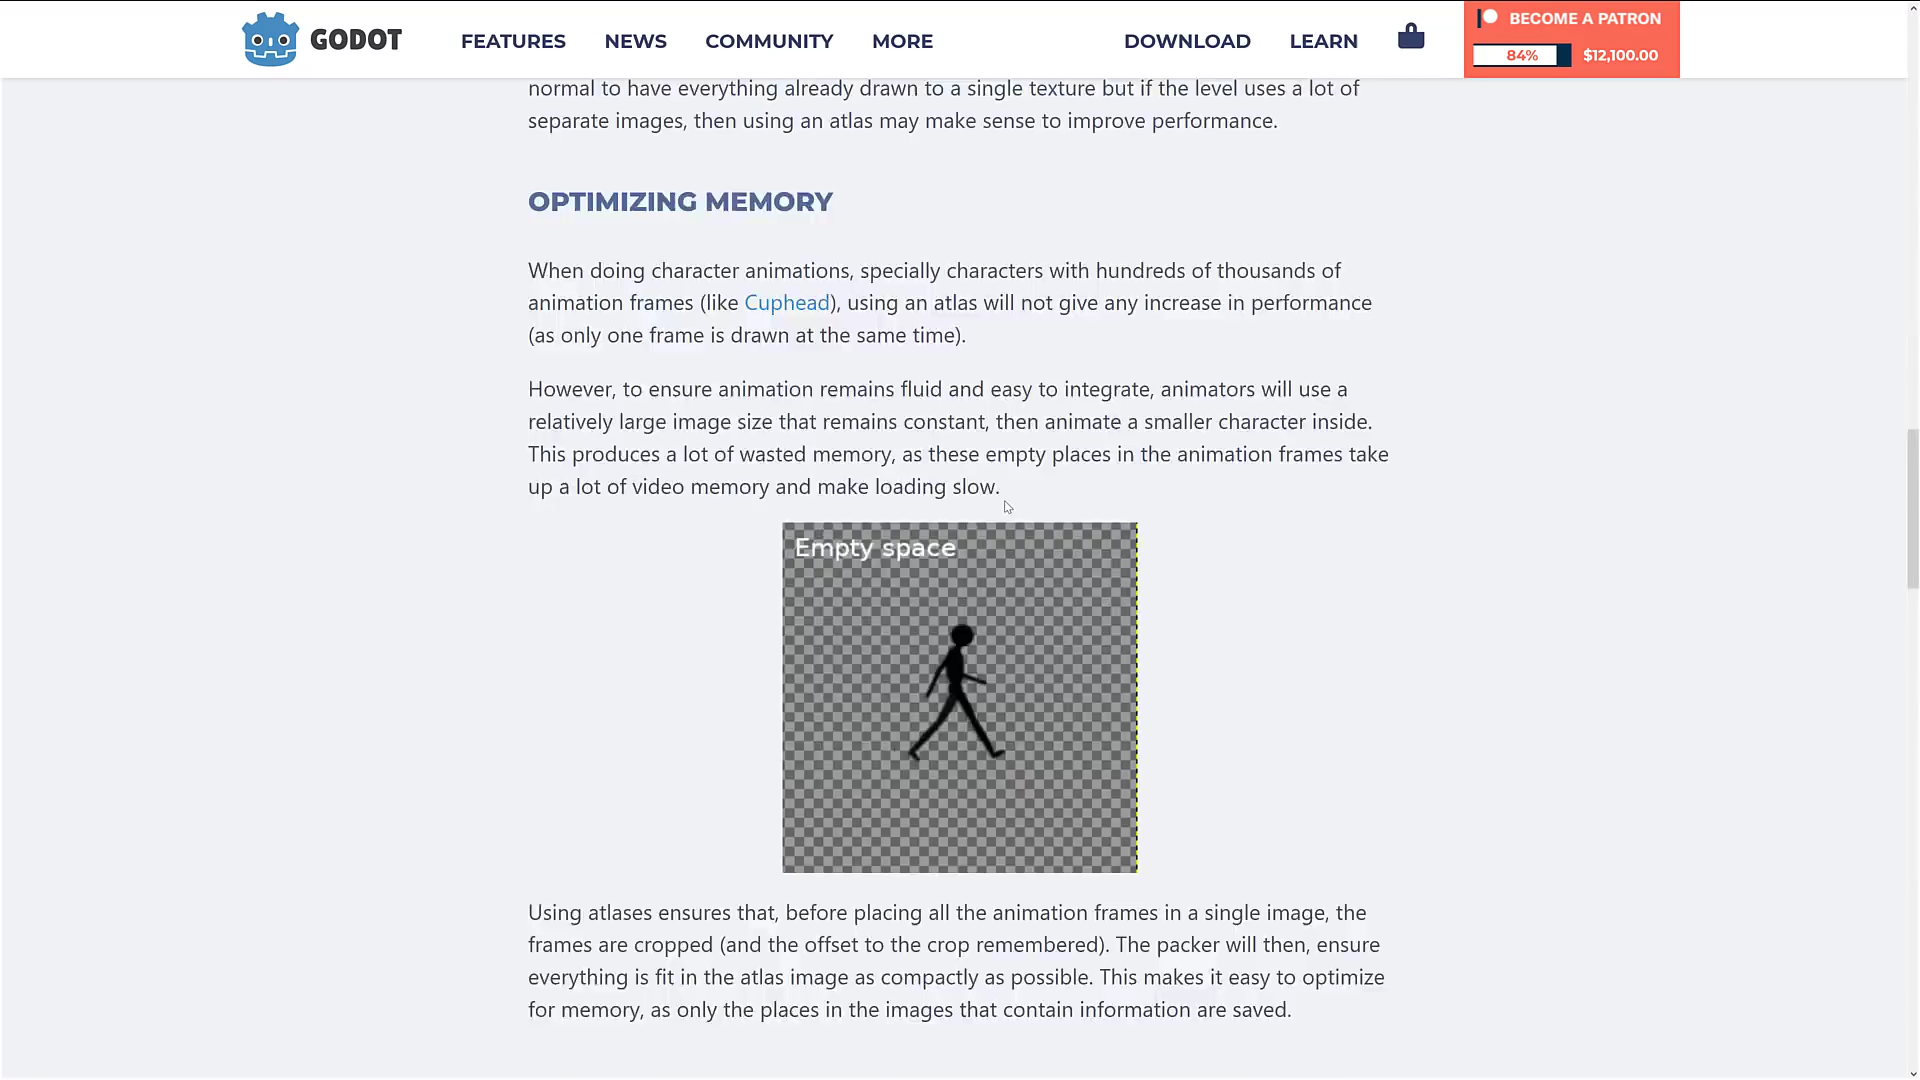 GODOT FEATURES NEWS COMMUNITY MORE DOWNLOAD LEARN BECOME A PATRON
84% $12,100.00
normal to have everything already drawn to a single texture but if the level uses a lot of
separate images, then using an atlas may make sense to improve performance.
OPTIMIZING MEMORY
When doing character animations, specially characters with hundreds of thousands of
animation frames (like Cuphead), using an atlas will not give any increase in performance
(as only one frame is drawn at the same time).
However, to ensure animation remains fluid and easy to integrate, animators will use a
relatively large image size that remains constant, then animate a smaller character inside.
This produces a lot of wasted memory, as these empty places in the animation frames take
up a lot of video memory and make loading slow.
Empty space
Using atlases ensures that, before placing all the animation frames in a single image, the
frames are cropped (and the offset to the crop remembered). The packer will then, ensure
everything is fit in the atlas image as compactly as possible. This makes it easy to optimize
for memory, as only the places in the images that contain information are saved.